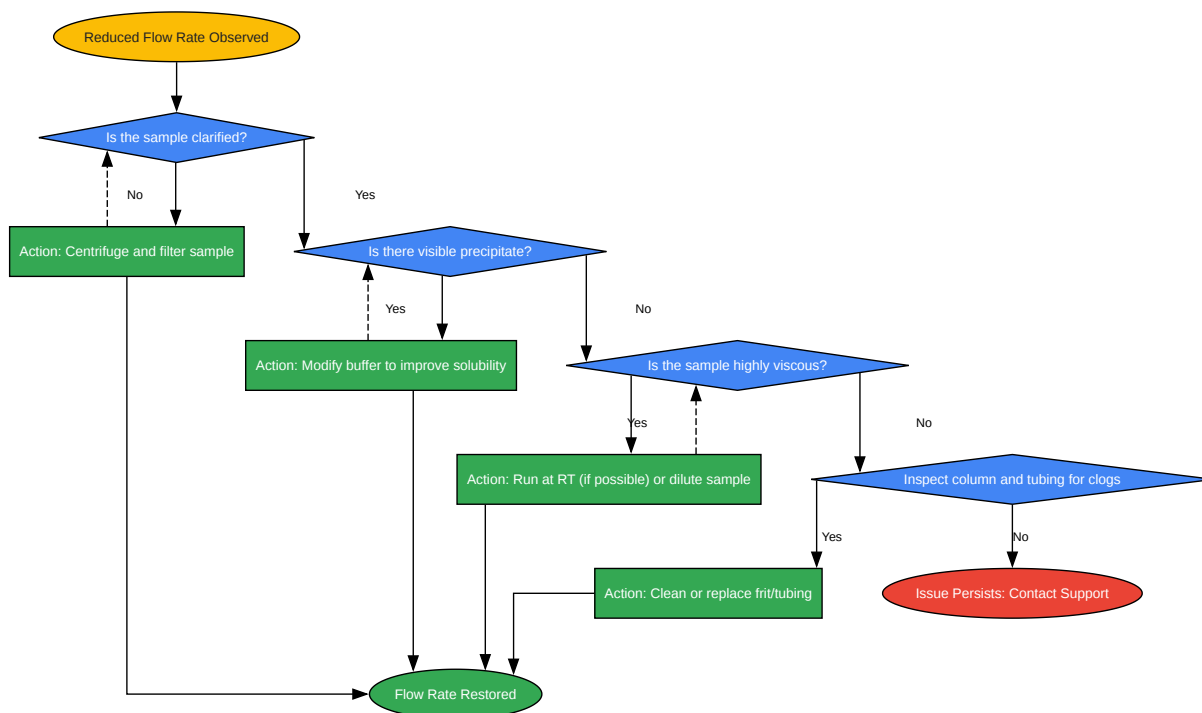 Reduced Flow Rate Observed
Is the sample clarified?
No
Yes
Action: Centrifuge and filter sample
Is there visible precipitate?
Yes
No
Action: Modify buffer to improve solubility
Is the sample highly viscous?
Yes
No
Action: Run at RT (if possible) or dilute sample
Inspect column and tubing for clogs
Yes
No
Action: Clean or replace frit/tubing
Issue Persists: Contact Support
Flow Rate Restored